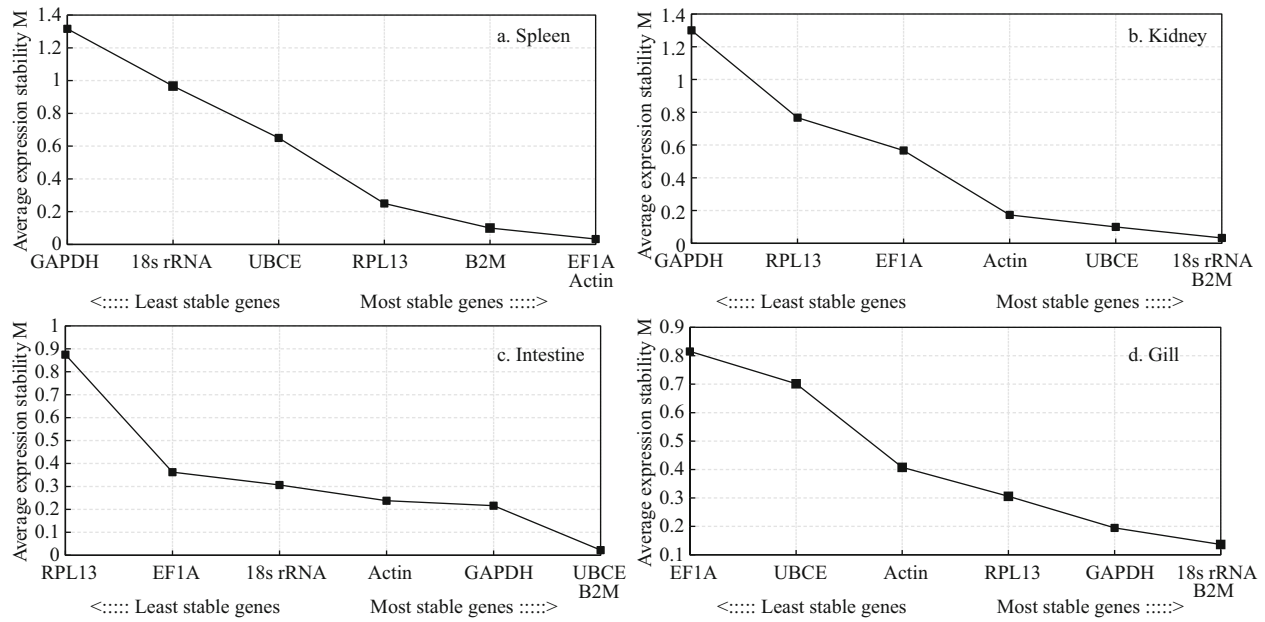 a. Spleen
Average expression stability M
1.4
1.2
1
0.8
0.6
0.4
0.2
0
GAPDH 18s rRNA UBCE RPL13 B2M EF1A
Actin
<::::: Least stable genes Most stable genes :::::>
b. Kidney
Average expression stability M
1.4
1.2
1
0.8
0.6
0.4
0.2
0
GAPDH RPL13 EF1A Actin UBCE 18s rRNA
B2M
<::::: Least stable genes Most stable genes :::::>
c. Intestine
Average expression stability M
1
0.9
0.8
0.7
0.6
0.5
0.4
0.3
0.2
0.1
0
RPL13 EF1A 18s rRNA Actin GAPDH UBCE
B2M
<::::: Least stable genes Most stable genes :::::>
d. Gill
Average expression stability M
0.9
0.8
0.7
0.6
0.5
0.4
0.3
0.2
0.1
EF1A UBCE Actin RPL13 GAPDH 18s rRNA
B2M
<::::: Least stable genes Most stable genes :::::>